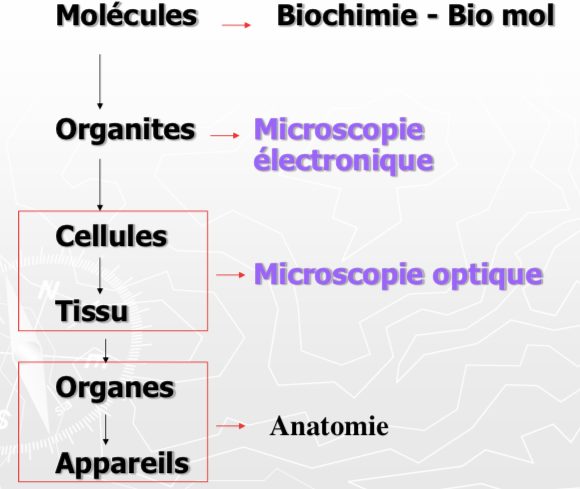 Molécules
Biochimie - Bio mol
Organites
Microscopie
électronique
Cellules
Microscopie optique
Tissu
Organes
Anatomie
Appareils